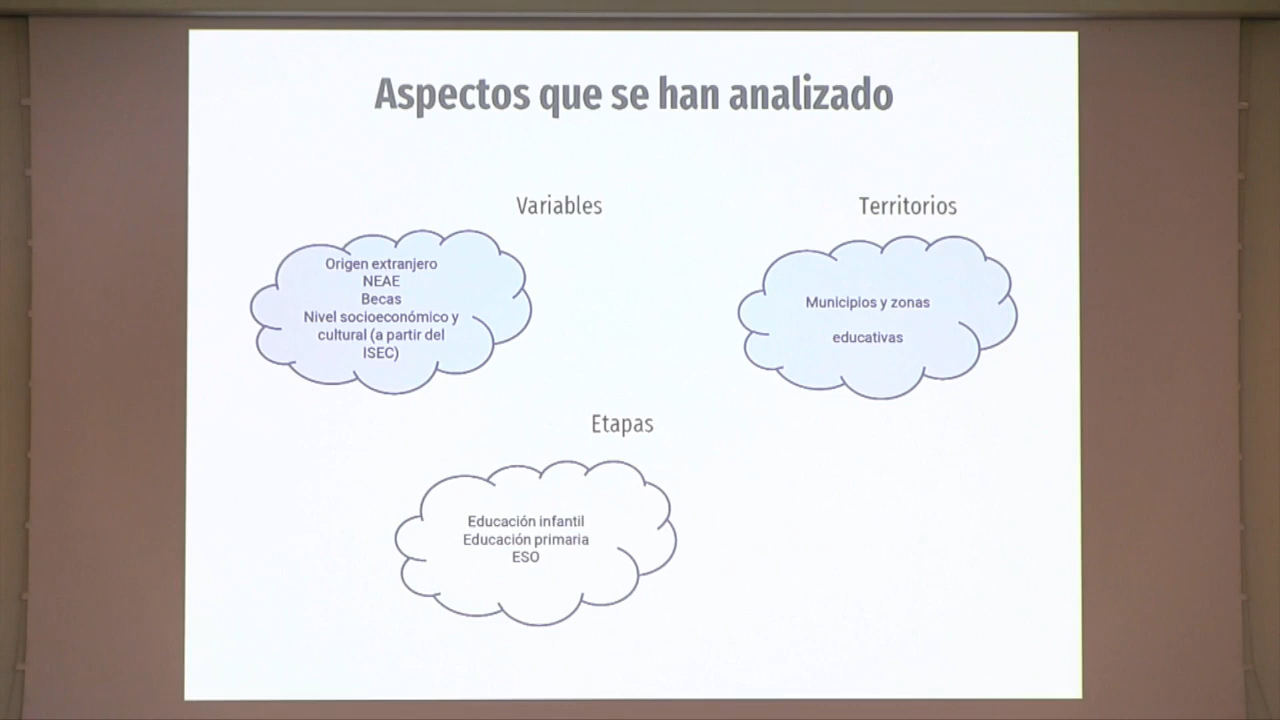 Aspectos que se han analizado
Variables
Origen extranjero
NEAE
Becas
Nivel socioeconómico y
cultural (a partir del
ISEC)
Territorios
Municipios y zonas
educativas
Etapas
Educación infantil
Educación primaria
ESO